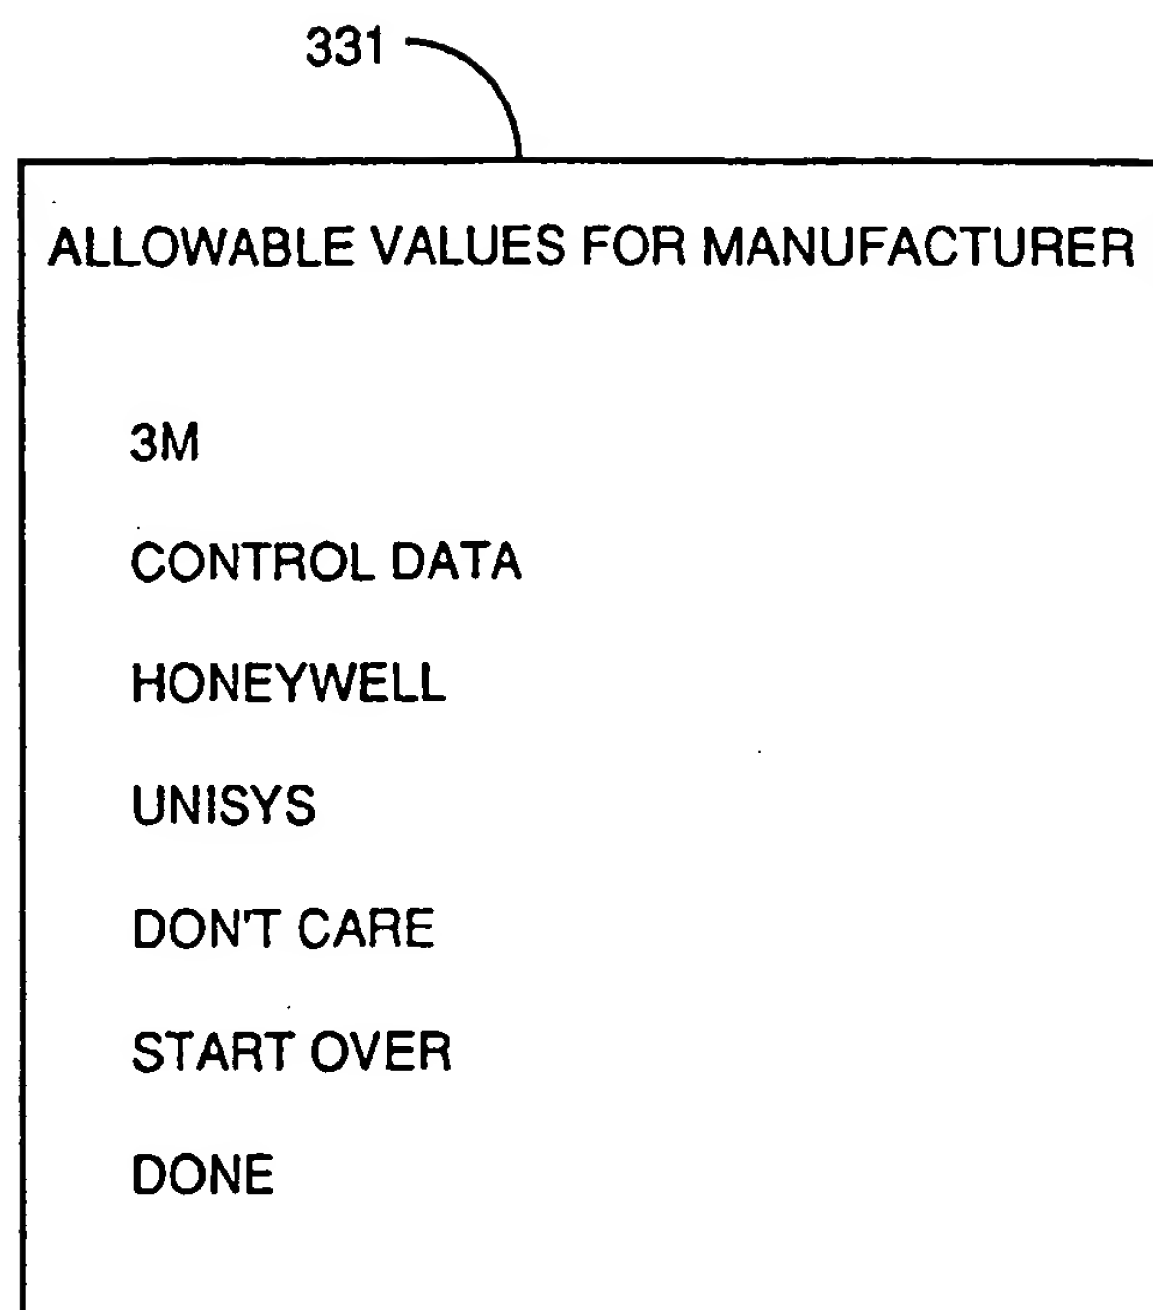 331
ALLOWABLE VALUES FOR MANUFACTURER
3M
CONTROL DATA
HONEYWELL
UNISYS
DON'T CARE
START OVER
DONE